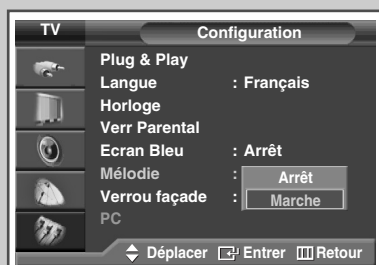 TV Configuration
Plug & Play
Langue : Français
Horloge
Verr Parental
Ecran Bleu : Arrêt
Mélodie : Arrêt
Verrou façade : Marche
PC
Déplacer Entrer Retour